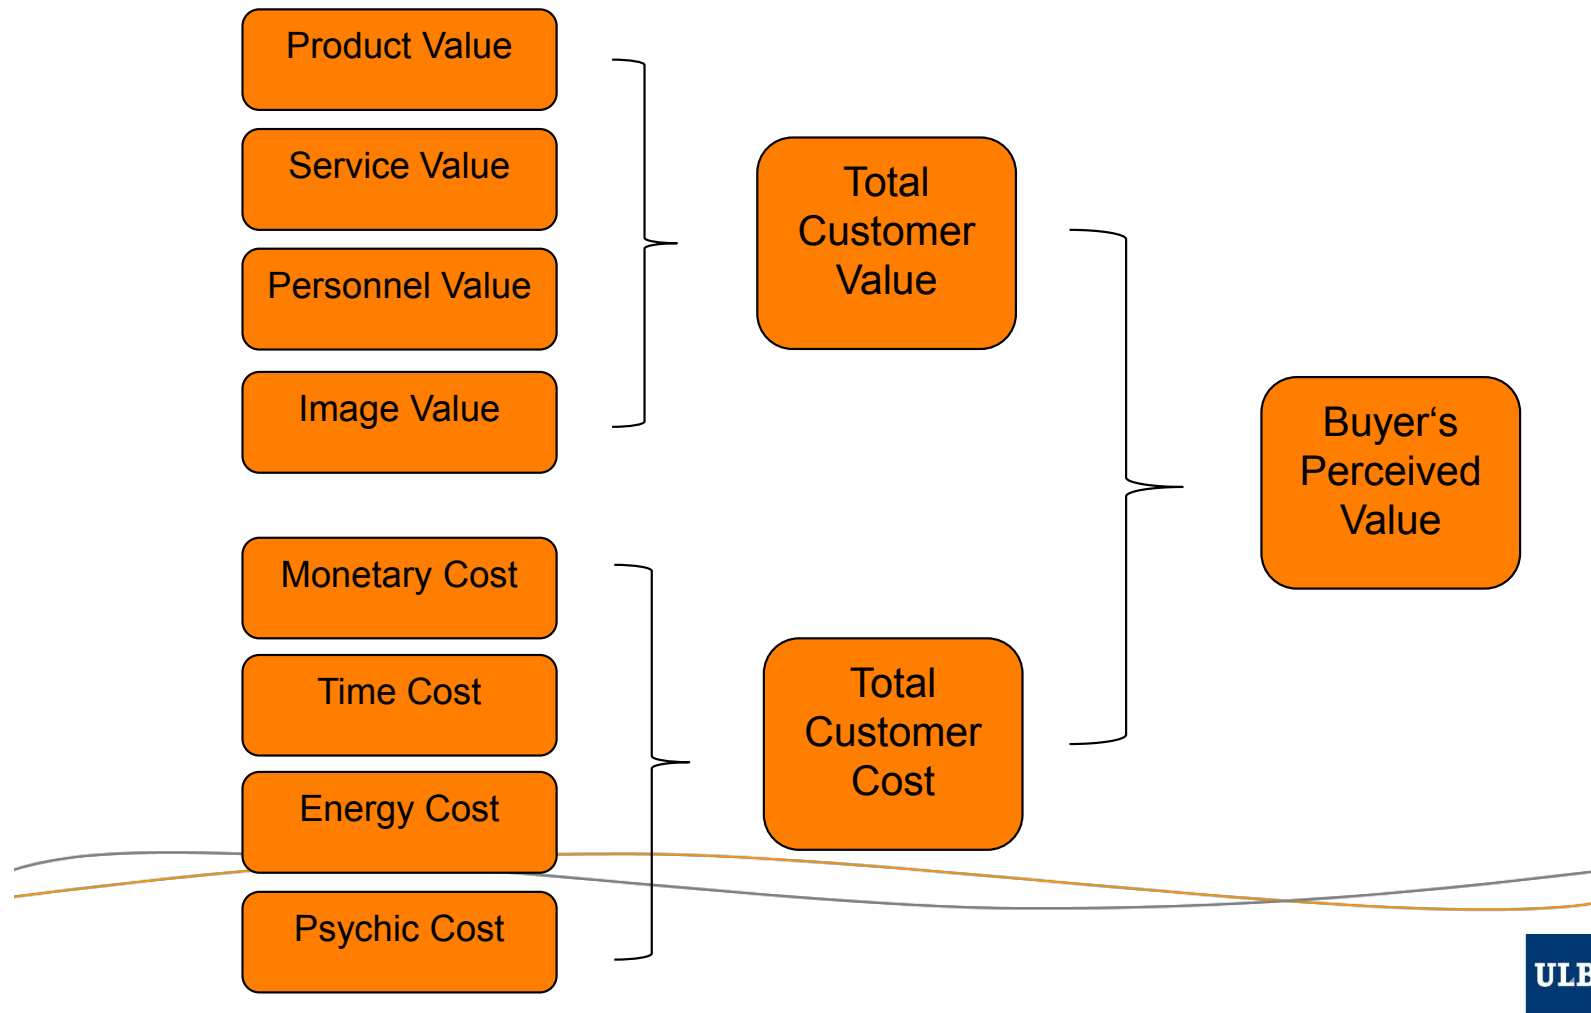 Product Value
Service Value
Personnel Value
Image Value
Total
Customer
Value
Monetary Cost
Time Cost
Energy Cost
Psychic Cost
Total
Customer
Cost
Buyer‘s
Perceived
Value
ULB